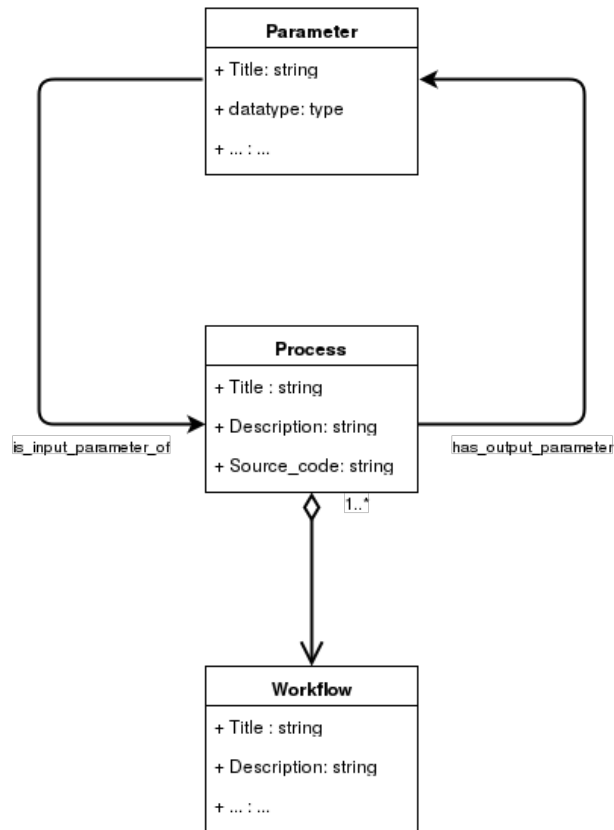 Parameter
+ Title: string
+ datatype: type
+ ... : ...
Process
+ Title : string
+ Description: string
+ Source_code: string
is_input_parameter_of
has_output_parameter
1..*
Workflow
+ Title : string
+ Description: string
+ ... : ...